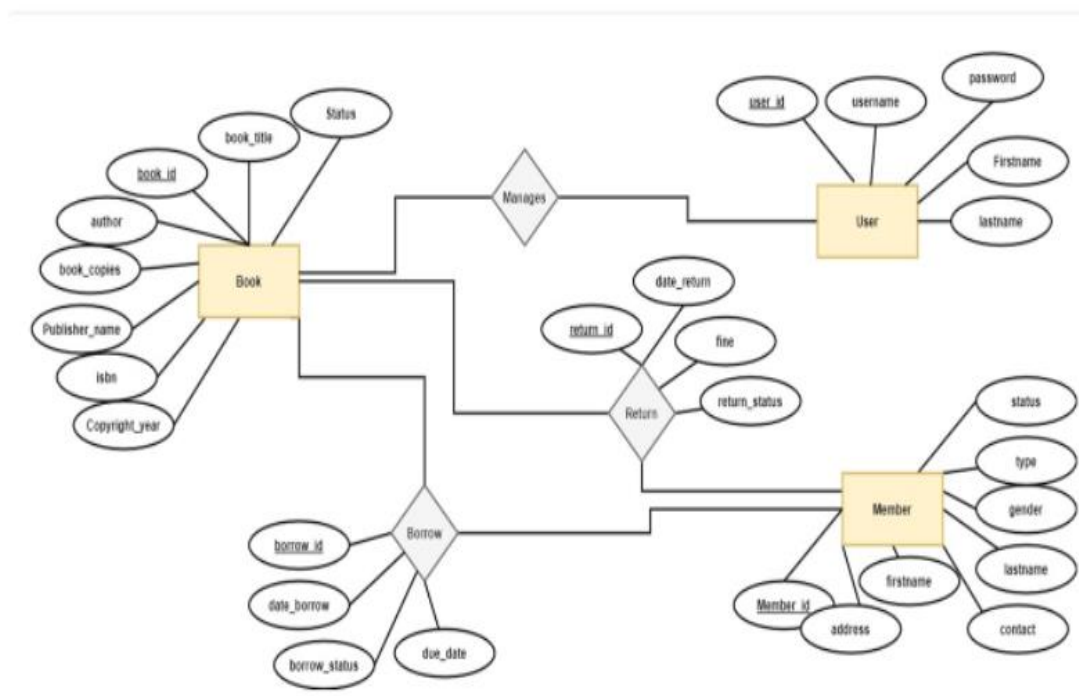 Status
book_title
book_id
author
book_copies
Publisher_name
isbn
Copyright_year
Book
Manages
user_id
username
password
Firstname
lastname
User
date_return
return_id
fine
return_status
Return
status
type
gender
lastname
contact
firstname
address
Member_id
Member
Borrow
borrow_id
date_borrow
borrow_status
due_date